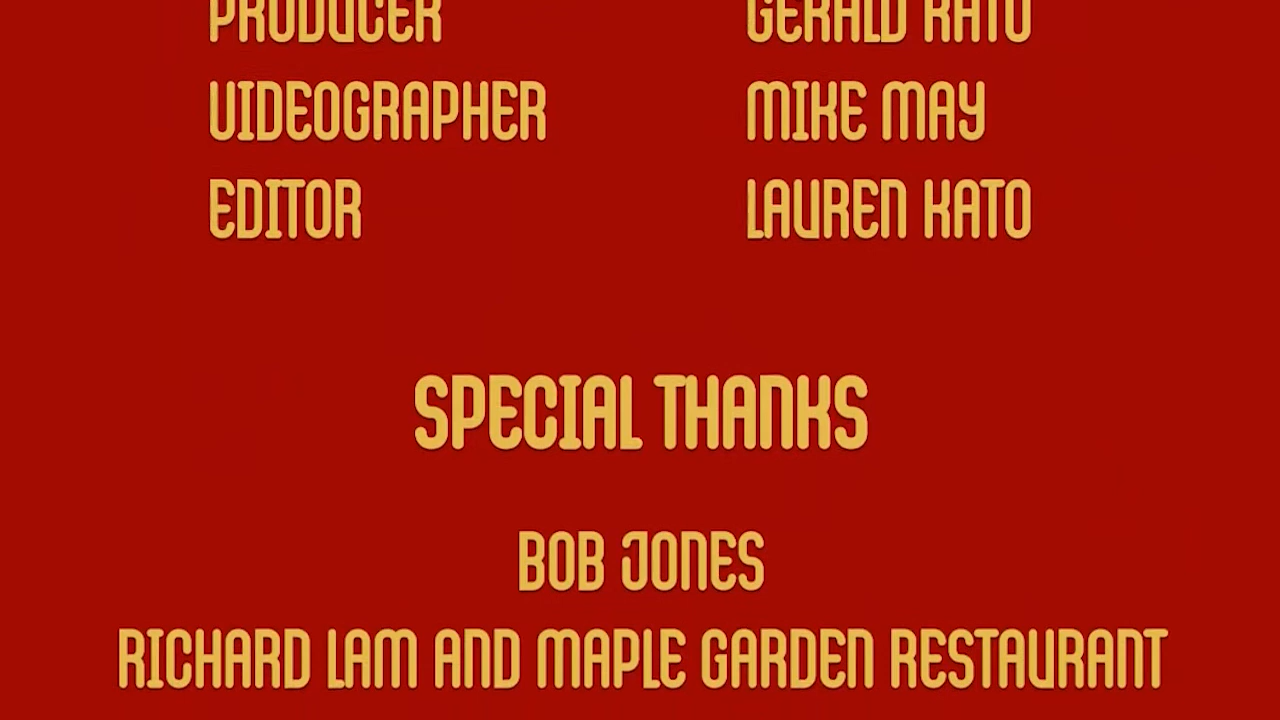 PRODUCER GERALD KATO
VIDEOGRAPHER MIKE MAY
EDITOR LAUREN KATO
SPECIAL THANKS
BOB JONES
RICHARD LAM AND MAPLE GARDEN RESTAURANT